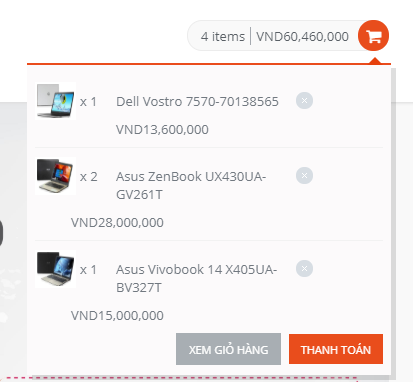 4 items VND60,460,000
x 1 Dell Vostro 7570-70138565
VND13,600,000
x 2 Asus ZenBook UX430UA-
GV261T
VND28,000,000
x 1 Asus Vivobook 14 X405UA-
BV327T
VND15,000,000
XEM GIỎ HÀNG THANH TOÁN